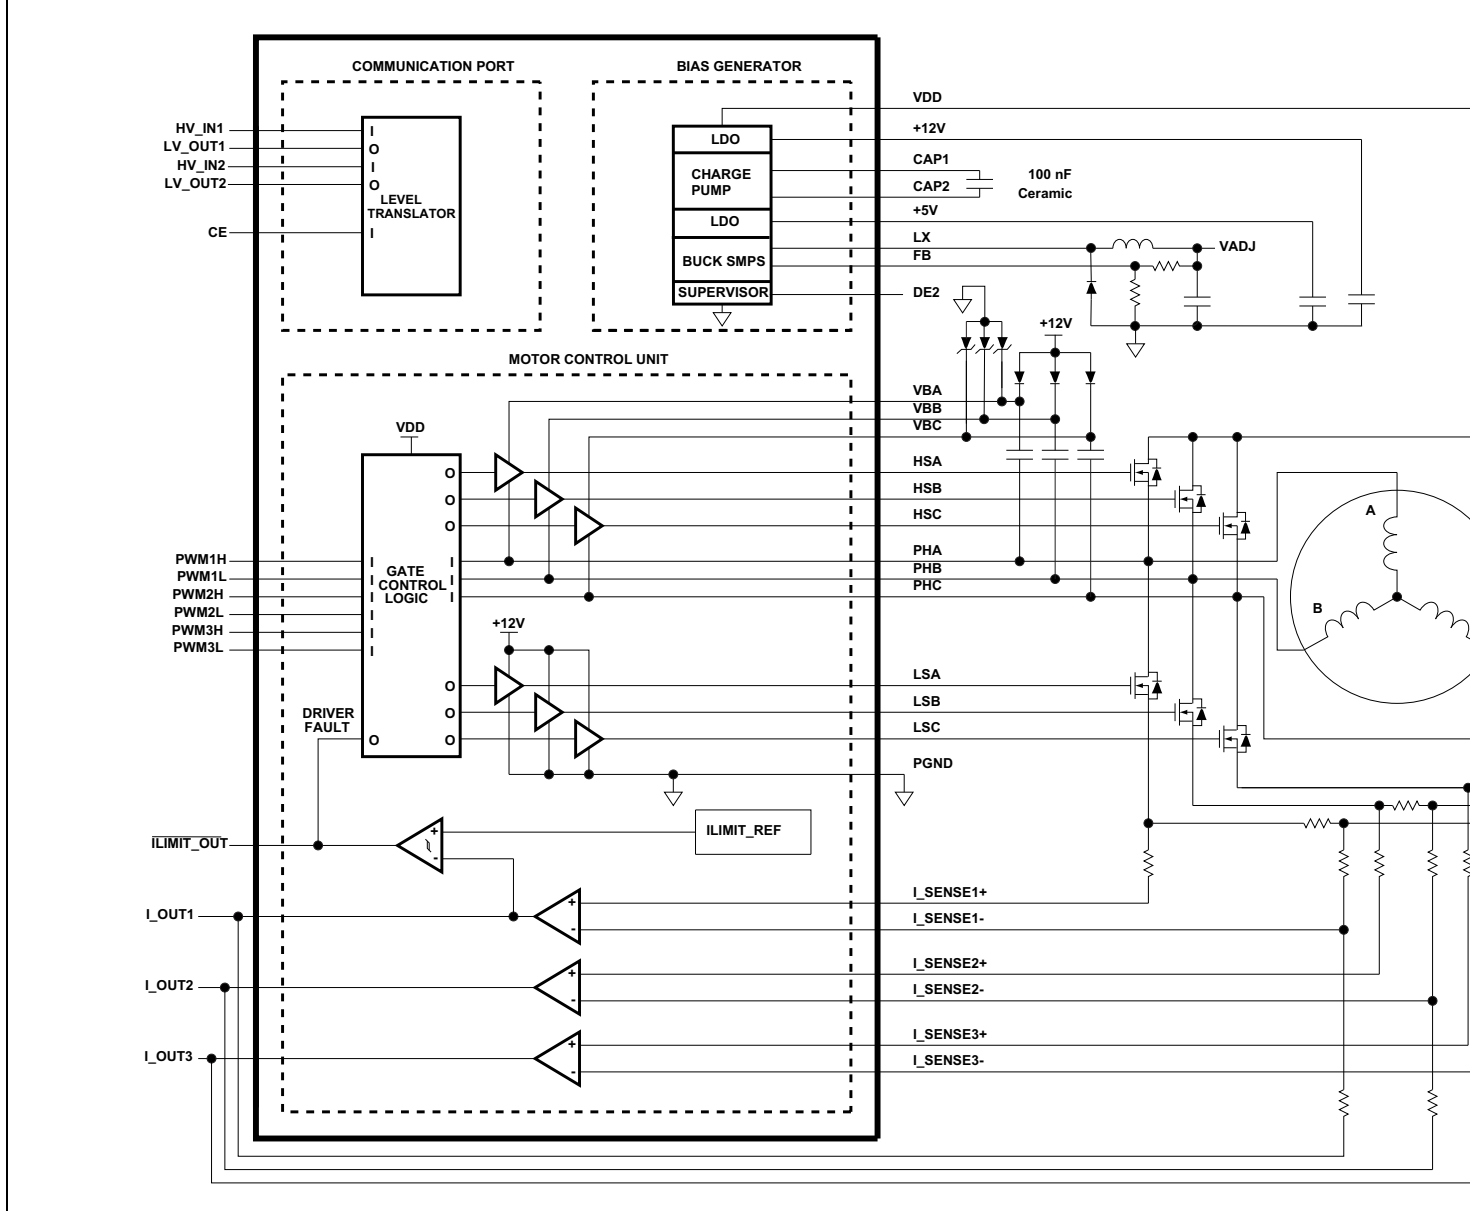 COMMUNICATION PORT
BIAS GENERATOR
HV_IN1
LV_OUT1
HV_IN2
LV_OUT2
CE
I
O
I
O
LEVEL
TRANSLATOR
I
LDO
CHARGE
PUMP
LDO
BUCK SMPS
SUPERVISOR
VDD
+12V
CAP1
CAP2
100 nF
Ceramic
+5V
LX
FB
VADJ
DE2
+12V
MOTOR CONTROL UNIT
VBA
VBB
VBC
VDD
HSA
HSB
HSC
PHA
PHB
PHC
O
O
O
A
B
PWM1H
PWM1L
PWM2H
PWM2L
PWM3H
PWM3L
I
I
I
I
I
I
GATE
CONTROL
LOGIC
I
I
I
+12V
O
O
O
LSA
LSB
LSC
PGND
DRIVER
FAULT
O
ILIMIT_OUT
+
-
ILIMIT_REF
I_OUT1
+
-
I_SENSE1+
I_SENSE1-
I_OUT2
+
-
I_SENSE2+
I_SENSE2-
I_OUT3
+
-
I_SENSE3+
I_SENSE3-